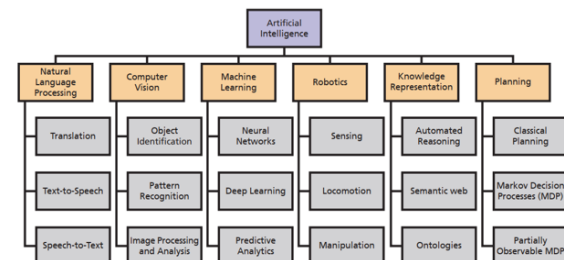 Artificial
Intelligence
Natural
Language
Processing
Computer
Vision
Machine
Learning
Robotics
Knowledge
Representation
Planning
Translation
Object
Identification
Neural
Networks
Sensing
Automated
Reasoning
Classical
Planning
Text-to-Speech
Pattern
Recognition
Deep Learning
Locomotion
Semantic web
Markov Decision
Processes (MDP)
Speech-to-Text
Image Processing
and Analysis
Predictive
Analytics
Manipulation
Ontologies
Partially
Observable MDP